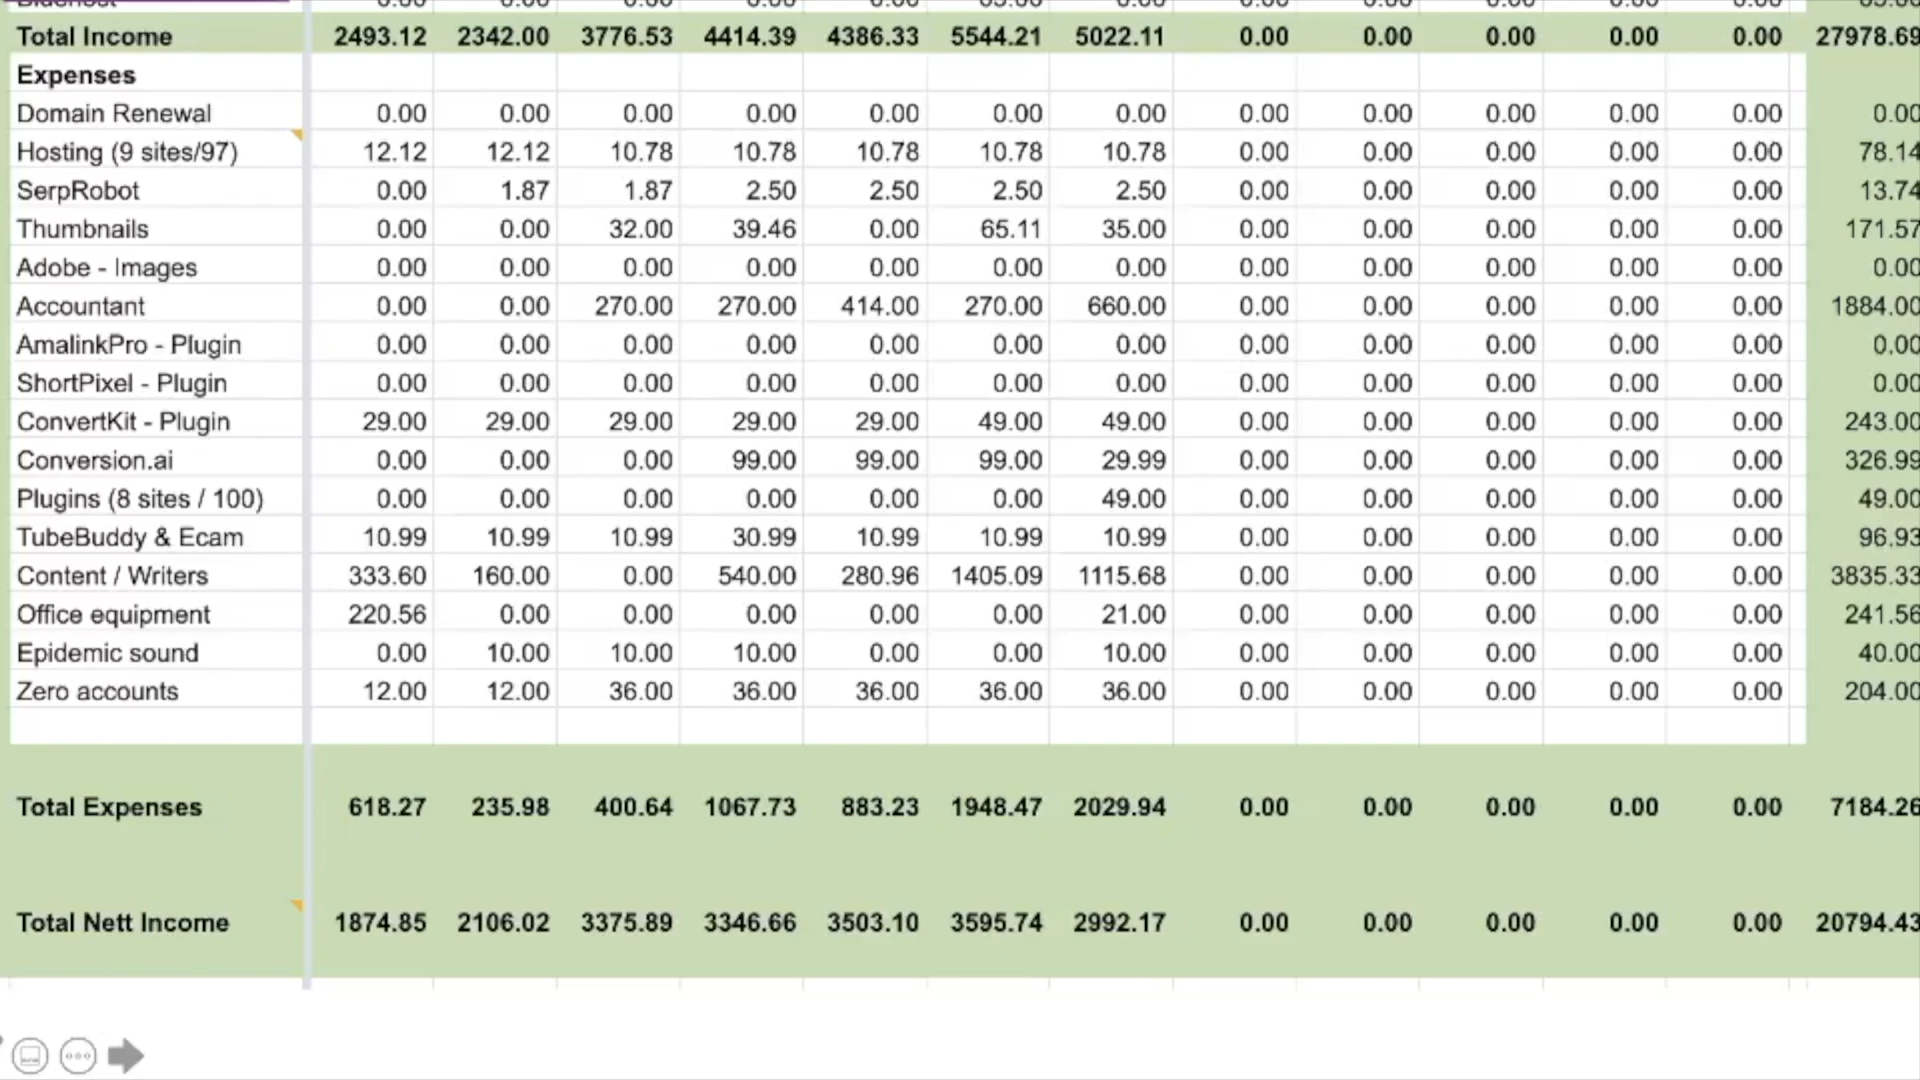 Total Income 2493.12 2342.00 3776.53 4414.39 4386.33 5544.21 5022.11 0.00 0.00 0.00 0.00 0.00 27978.69
Expenses
Domain Renewal 0.00 0.00 0.00 0.00 0.00 0.00 0.00 0.00 0.00 0.00 0.00 0.00 0.00
Hosting (9 sites/97) 12.12 12.12 10.78 10.78 10.78 10.78 10.78 0.00 0.00 0.00 0.00 0.00 78.14
SerpRobot 0.00 1.87 1.87 2.50 2.50 2.50 2.50 0.00 0.00 0.00 0.00 0.00 13.74
Thumbnails 0.00 0.00 32.00 39.46 0.00 65.11 35.00 0.00 0.00 0.00 0.00 0.00 171.57
Adobe - Images 0.00 0.00 0.00 0.00 0.00 0.00 0.00 0.00 0.00 0.00 0.00 0.00 0.00
Accountant 0.00 0.00 270.00 270.00 414.00 270.00 660.00 0.00 0.00 0.00 0.00 0.00 1884.00
AmalinkPro - Plugin 0.00 0.00 0.00 0.00 0.00 0.00 0.00 0.00 0.00 0.00 0.00 0.00 0.00
ShortPixel - Plugin 0.00 0.00 0.00 0.00 0.00 0.00 0.00 0.00 0.00 0.00 0.00 0.00 0.00
ConvertKit - Plugin 29.00 29.00 29.00 29.00 29.00 49.00 49.00 0.00 0.00 0.00 0.00 0.00 243.00
Conversion.ai 0.00 0.00 0.00 99.00 99.00 99.00 29.99 0.00 0.00 0.00 0.00 0.00 326.99
Plugins (8 sites / 100) 0.00 0.00 0.00 0.00 0.00 0.00 49.00 0.00 0.00 0.00 0.00 0.00 49.00
TubeBuddy & Ecam 10.99 10.99 10.99 30.99 10.99 10.99 10.99 0.00 0.00 0.00 0.00 0.00 96.93
Content / Writers 333.60 160.00 0.00 540.00 280.96 1405.09 1115.68 0.00 0.00 0.00 0.00 0.00 3835.33
Office equipment 220.56 0.00 0.00 0.00 0.00 0.00 21.00 0.00 0.00 0.00 0.00 0.00 241.56
Epidemic sound 0.00 10.00 10.00 10.00 0.00 0.00 10.00 0.00 0.00 0.00 0.00 0.00 40.00
Zero accounts 12.00 12.00 36.00 36.00 36.00 36.00 36.00 0.00 0.00 0.00 0.00 0.00 204.00
Total Expenses 618.27 235.98 400.64 1067.73 883.23 1948.47 2029.94 0.00 0.00 0.00 0.00 0.00 7184.26
Total Nett Income 1874.85 2106.02 3375.89 3346.66 3503.10 3595.74 2992.17 0.00 0.00 0.00 0.00 0.00 20794.43